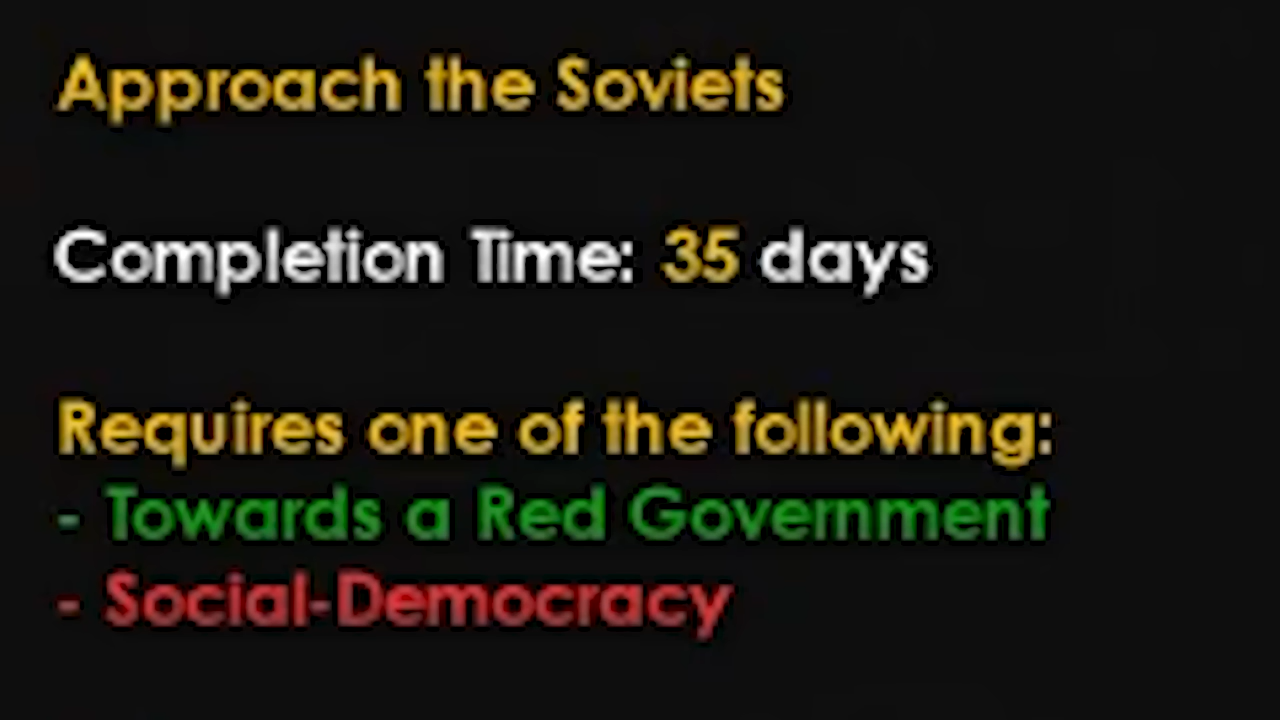 Approach the Soviets
Completion Time: 35 days
Requires one of the following:
- Towards a Red Government
- Social-Democracy